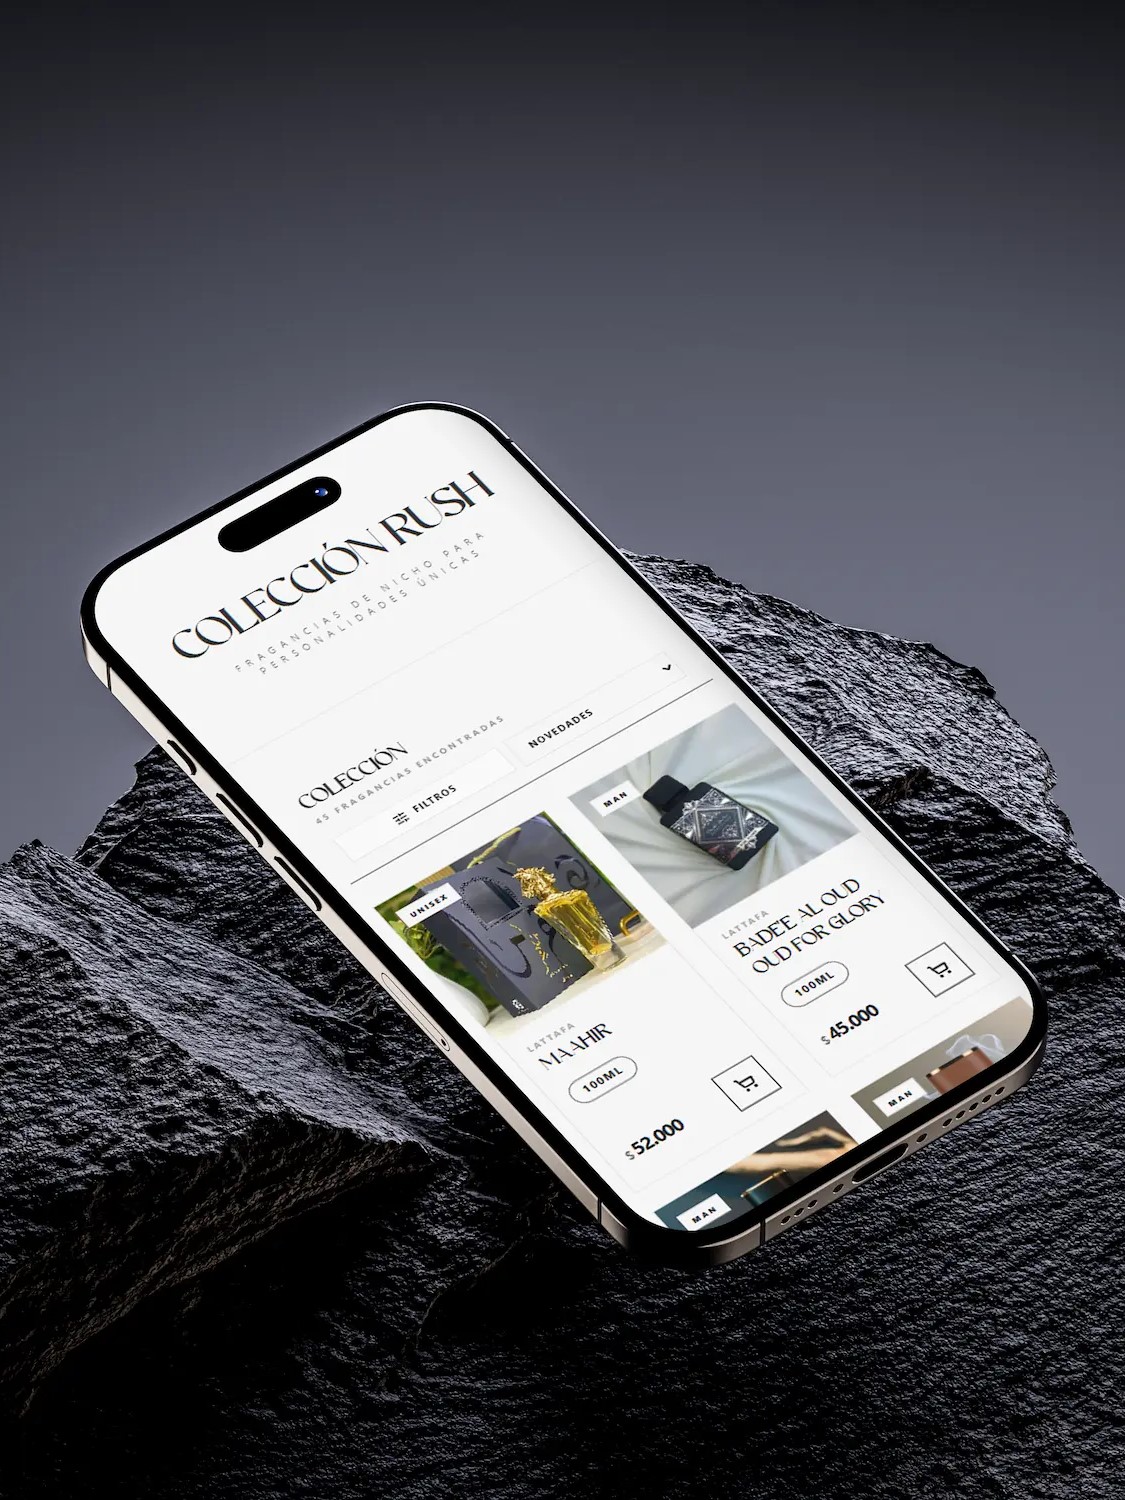 COLECCIÓN RUSH
FRAGANCIAS DE NICHO PARA
PERSONALIDADES ÚNICAS
COLECCIÓN
45 FRAGANCIAS ENCONTRADAS
FILTROS
NOVEDADES
UNISEX
LATTAFA
MAAHIR
100ML
$52.000
MAN
LATTAFA
BADEE AL OUD
OUD FOR GLORY
100ML
$45.000
MAN
MAN